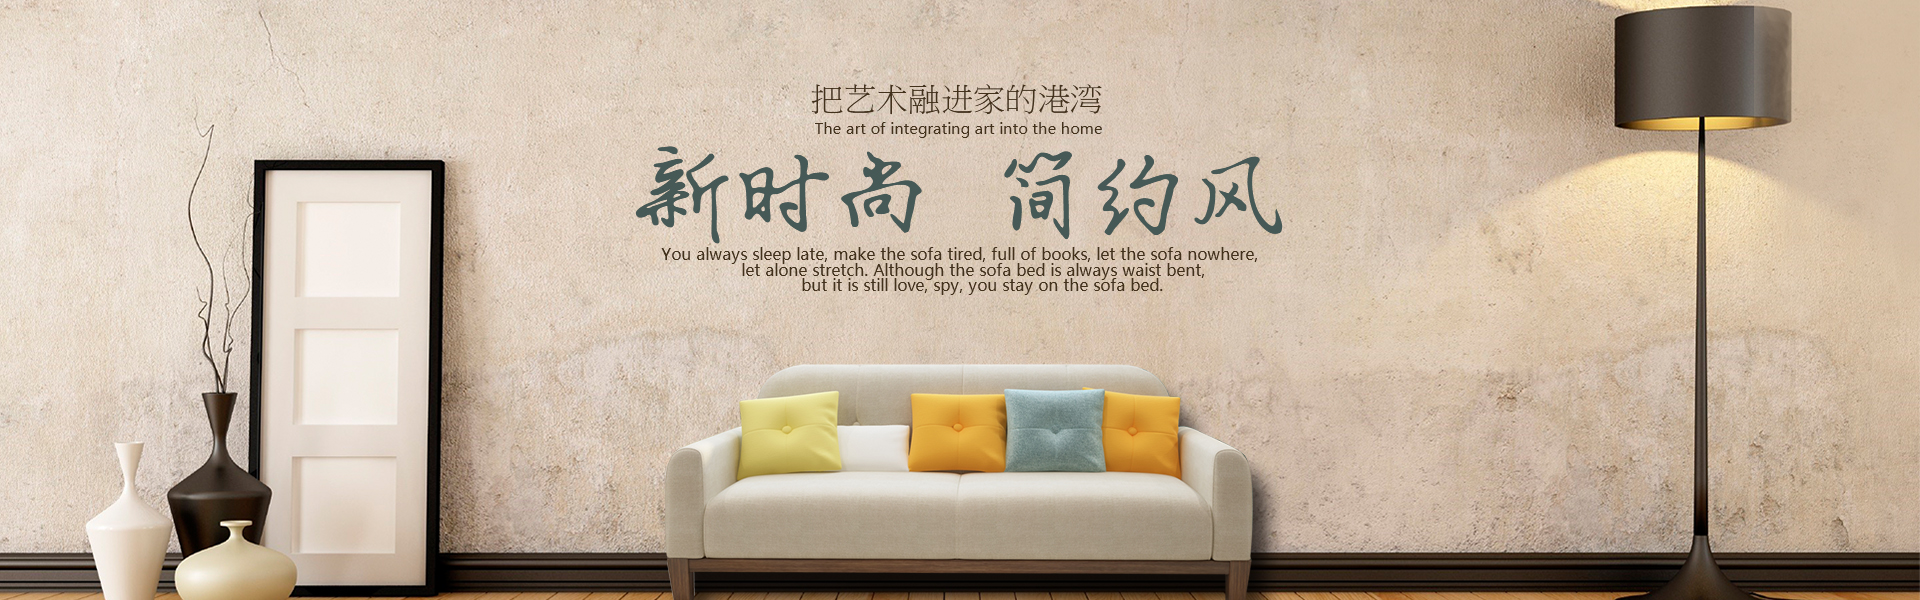 把艺术融进家的港湾
The art of integrating art into the home
新时尚 简约风
You always sleep late, make the sofa tired, full of books, let the sofa nowhere,
let alone stretch. Although the sofa bed is always waist bent,
but it is still love, spy, you stay on the sofa bed.